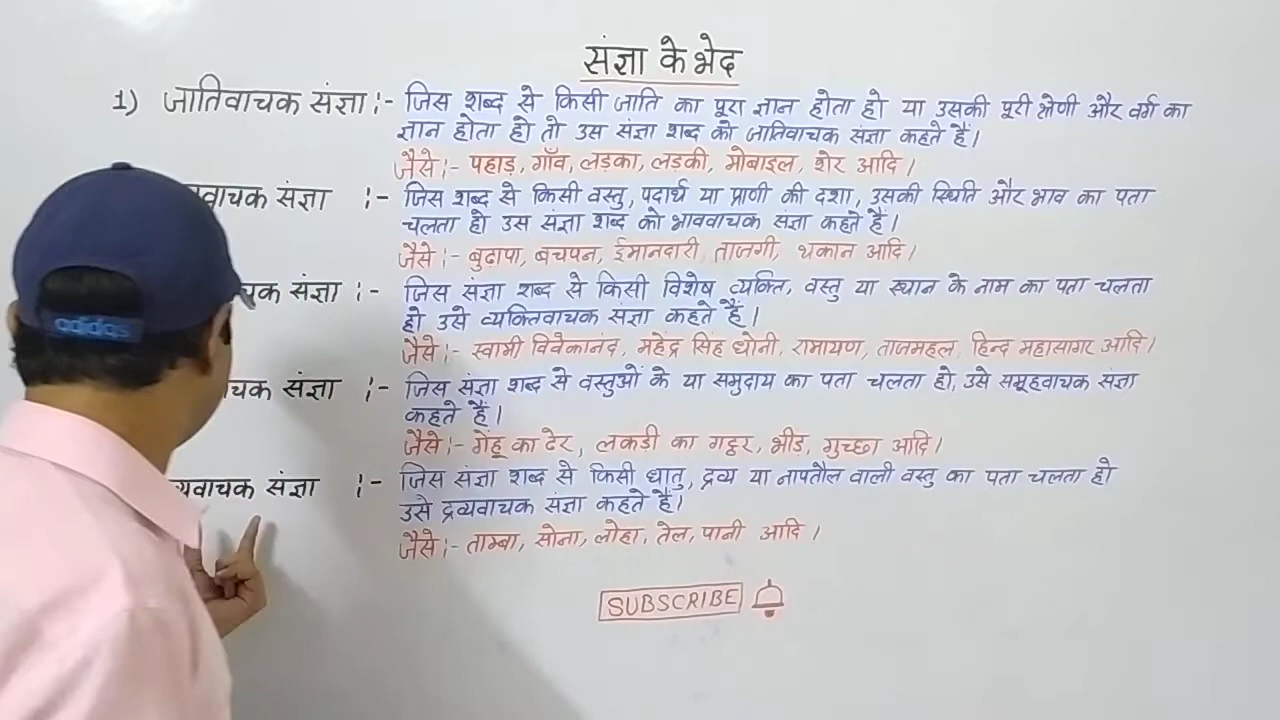 संज्ञा के भेद
1) जातिवाचक संज्ञा :- जिस शब्द से किसी जाति का पूरा ज्ञान होता हो या उसकी पूरी श्रेणी और वर्ग का
ज्ञान होता हो तो उस संज्ञा शब्द को जातिवाचक संज्ञा कहते हैं।
जैसे :- पहाड़, गाँव, लड़का, लड़की, मोबाइल, शेर आदि।
वाचक संज्ञा :- जिस शब्द से किसी वस्तु, पदार्थ या प्राणी की दशा, उसकी स्थिति और भाव का पता
चलता हो उस संज्ञा शब्द को भाववाचक संज्ञा कहते हैं।
जैसे :- बुढ़ापा, बचपन, ईमानदारी, ताजगी, थकान आदि।
चक संज्ञा :- जिस संज्ञा शब्द से किसी विशेष व्यक्ति, वस्तु या स्थान के नाम का पता चलता
हो उसे व्यक्तिवाचक संज्ञा कहते हैं।
जैसे :- स्वामी विवेकानंद, महेंद्र सिंह धोनी, रामायण, ताजमहल, हिन्द महासागर आदि।
वाचक संज्ञा :- जिस संज्ञा शब्द से वस्तुओं के या समुदाय का पता चलता हो, उसे समूहवाचक संज्ञा
कहते हैं।
जैसे :- गेंहू का ढेर, लकड़ी का गट्ठर, भीड़, गुच्छा आदि।
व्यवाचक संज्ञा :- जिस संज्ञा शब्द से किसी धातु, द्रव्य या नापतौल वाली वस्तु का पता चलता हो
उसे द्रव्यवाचक संज्ञा कहते हैं।
जैसे :- ताम्बा, सोना, लोहा, तेल, पानी आदि।
SUBSCRIBE
adidas